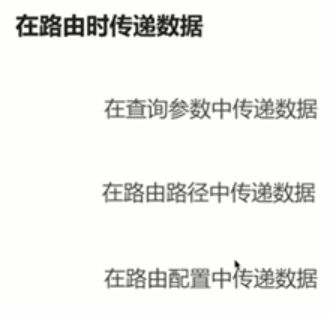 在路由时传递数据
在查询参数中传递数据
在路由路径中传递数据
在路由配置中传递数据